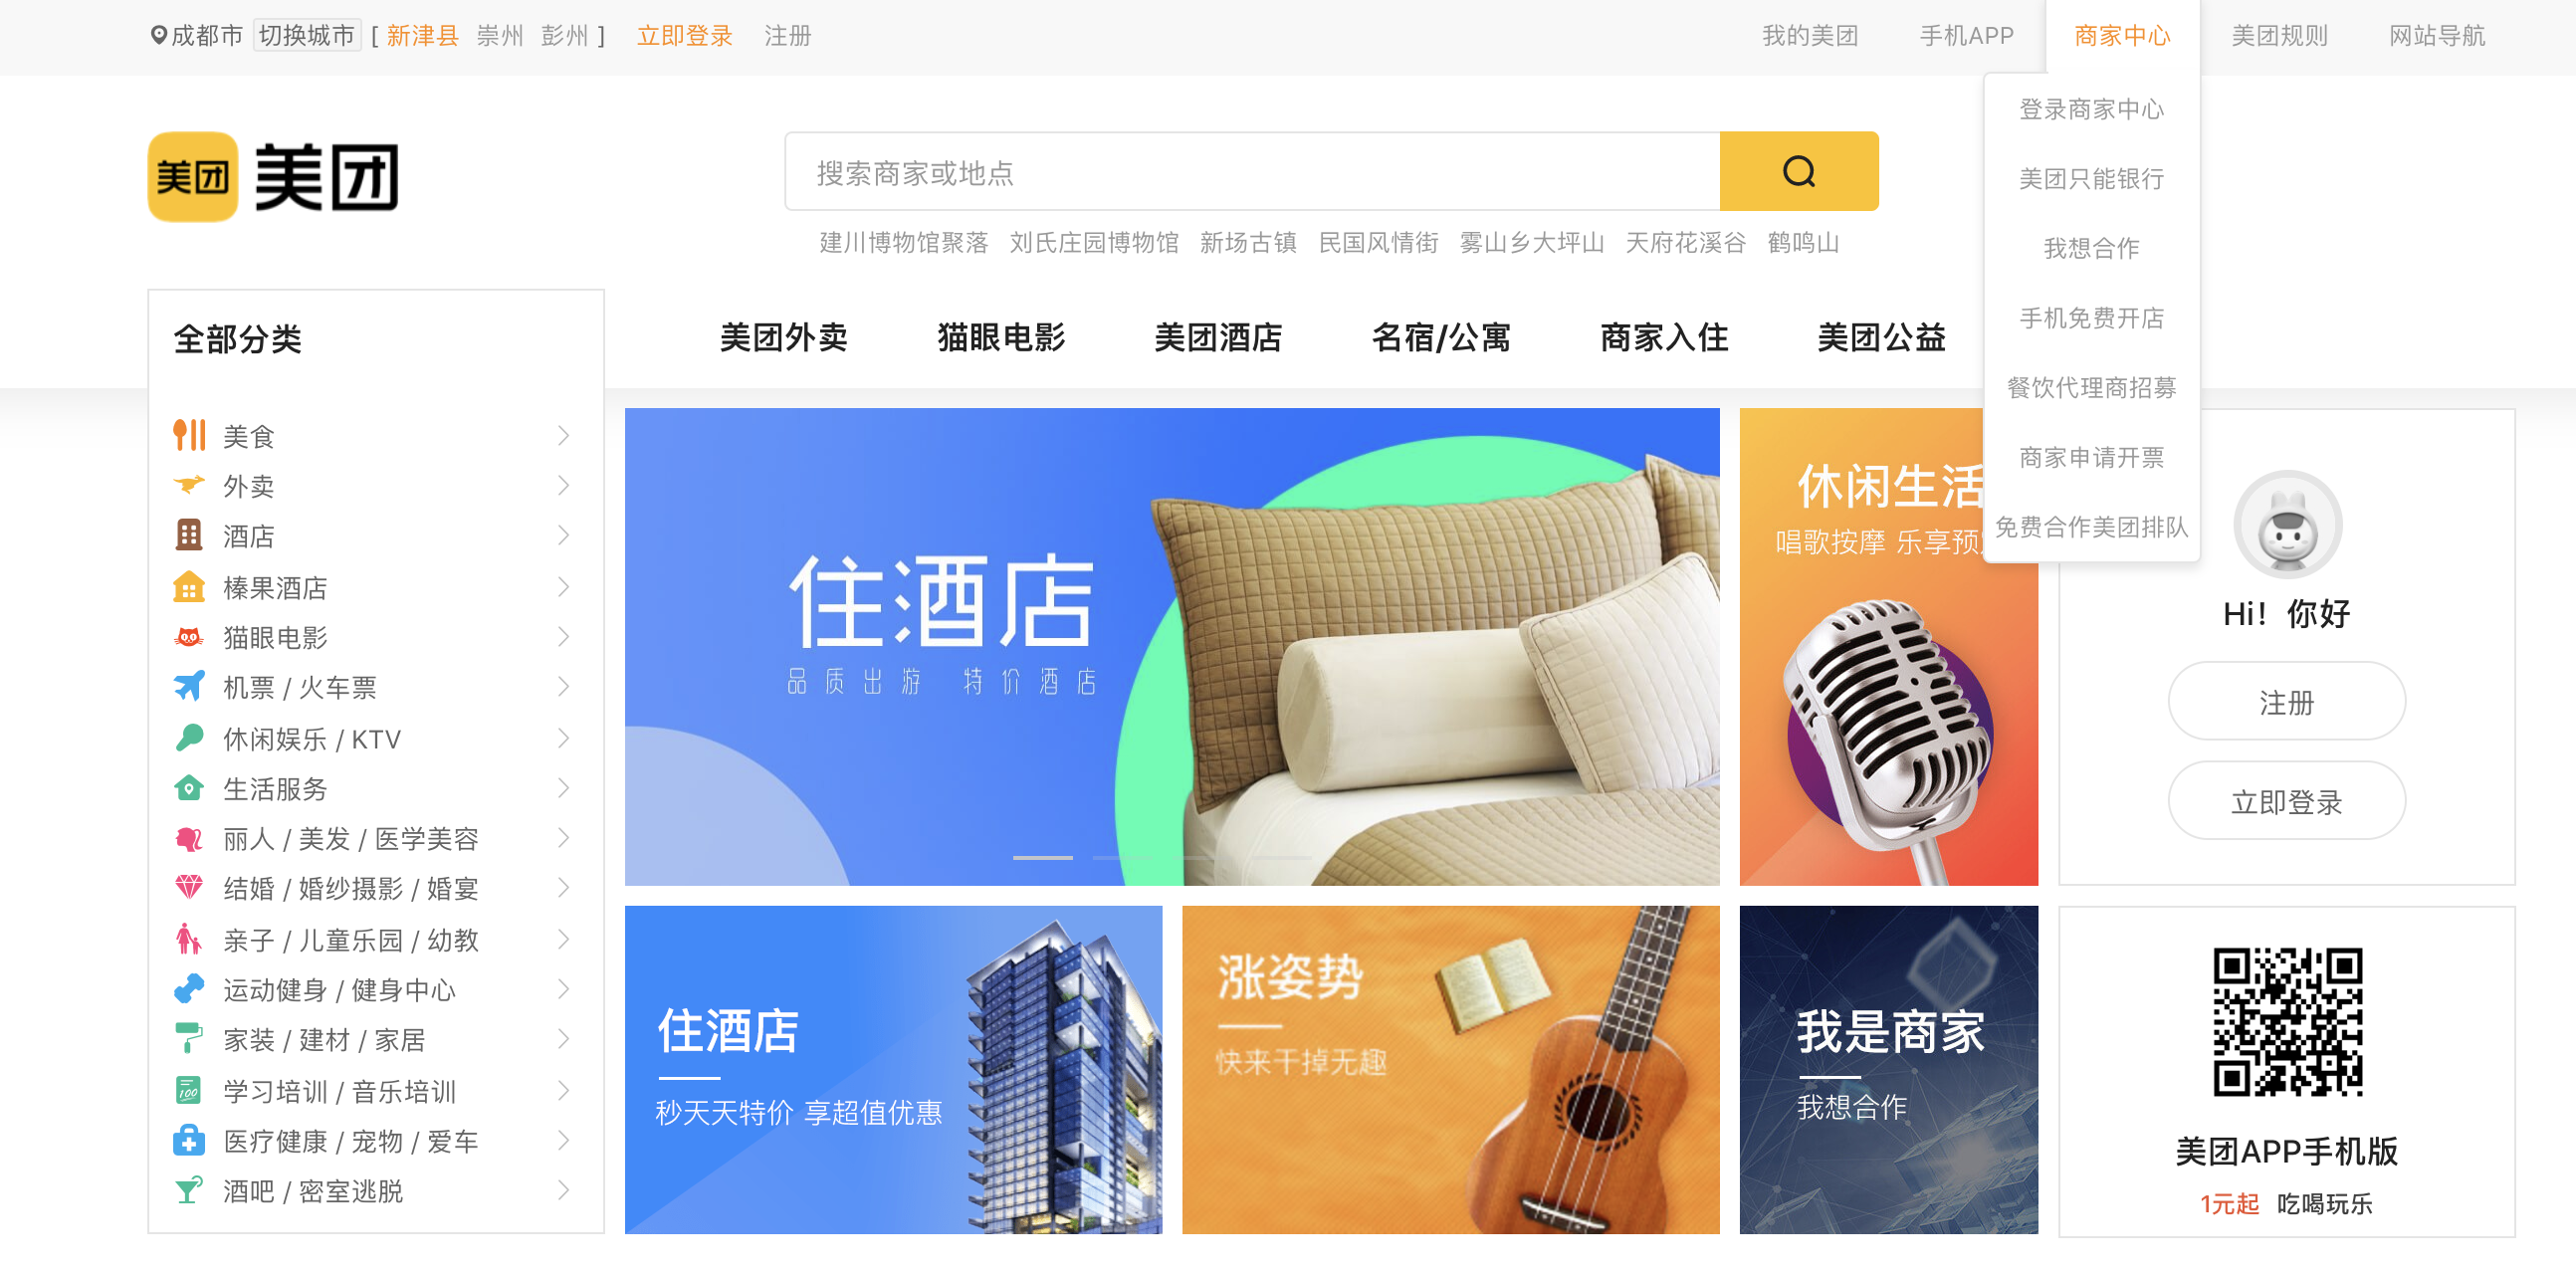 成都市 切换城市 [ 新津县 崇州 彭州 ] 立即登录 注册
我的美团 手机APP 商家中心 美团规则 网站导航
登录商家中心
美团只能银行
我想合作
手机免费开店
餐饮代理商招募
商家申请开票
免费合作美团排队
美团 美团
搜索商家或地点
建川博物馆聚落 刘氏庄园博物馆 新场古镇 民国风情街 雾山乡大坪山 天府花溪谷 鹤鸣山
全部分类
美团外卖 猫眼电影 美团酒店 名宿/公寓 商家入住 美团公益
美食
外卖
酒店
榛果酒店
猫眼电影
机票 / 火车票
休闲娱乐 / KTV
生活服务
丽人 / 美发 / 医学美容
结婚 / 婚纱摄影 / 婚宴
亲子 / 儿童乐园 / 幼教
运动健身 / 健身中心
家装 / 建材 / 家居
学习培训 / 音乐培训
医疗健康 / 宠物 / 爱车
酒吧 / 密室逃脱
住酒店
品质出游 特价酒店
休闲生活
唱歌按摩 乐享预
Hi！你好
注册
立即登录
住酒店
秒天天特价 享超值优惠
涨姿势
快来干掉无趣
我是商家
我想合作
美团APP手机版
1元起 吃喝玩乐